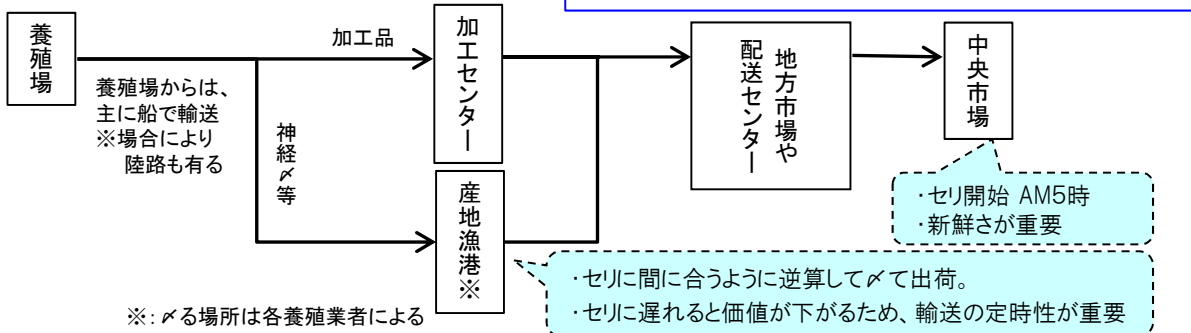 養殖場
養殖場からは、
主に船で輸送
※場合により
陸路も有る
加工品
神経〆等
加工センター
産地漁港※
地方市場や
配送センター
中央市場
・セリ開始 AM5時
・新鮮さが重要
・セリに間に合うように逆算して〆て出荷。
・セリに遅れると価値が下がるため、輸送の定時性が重要
※：〆る場所は各養殖業者による